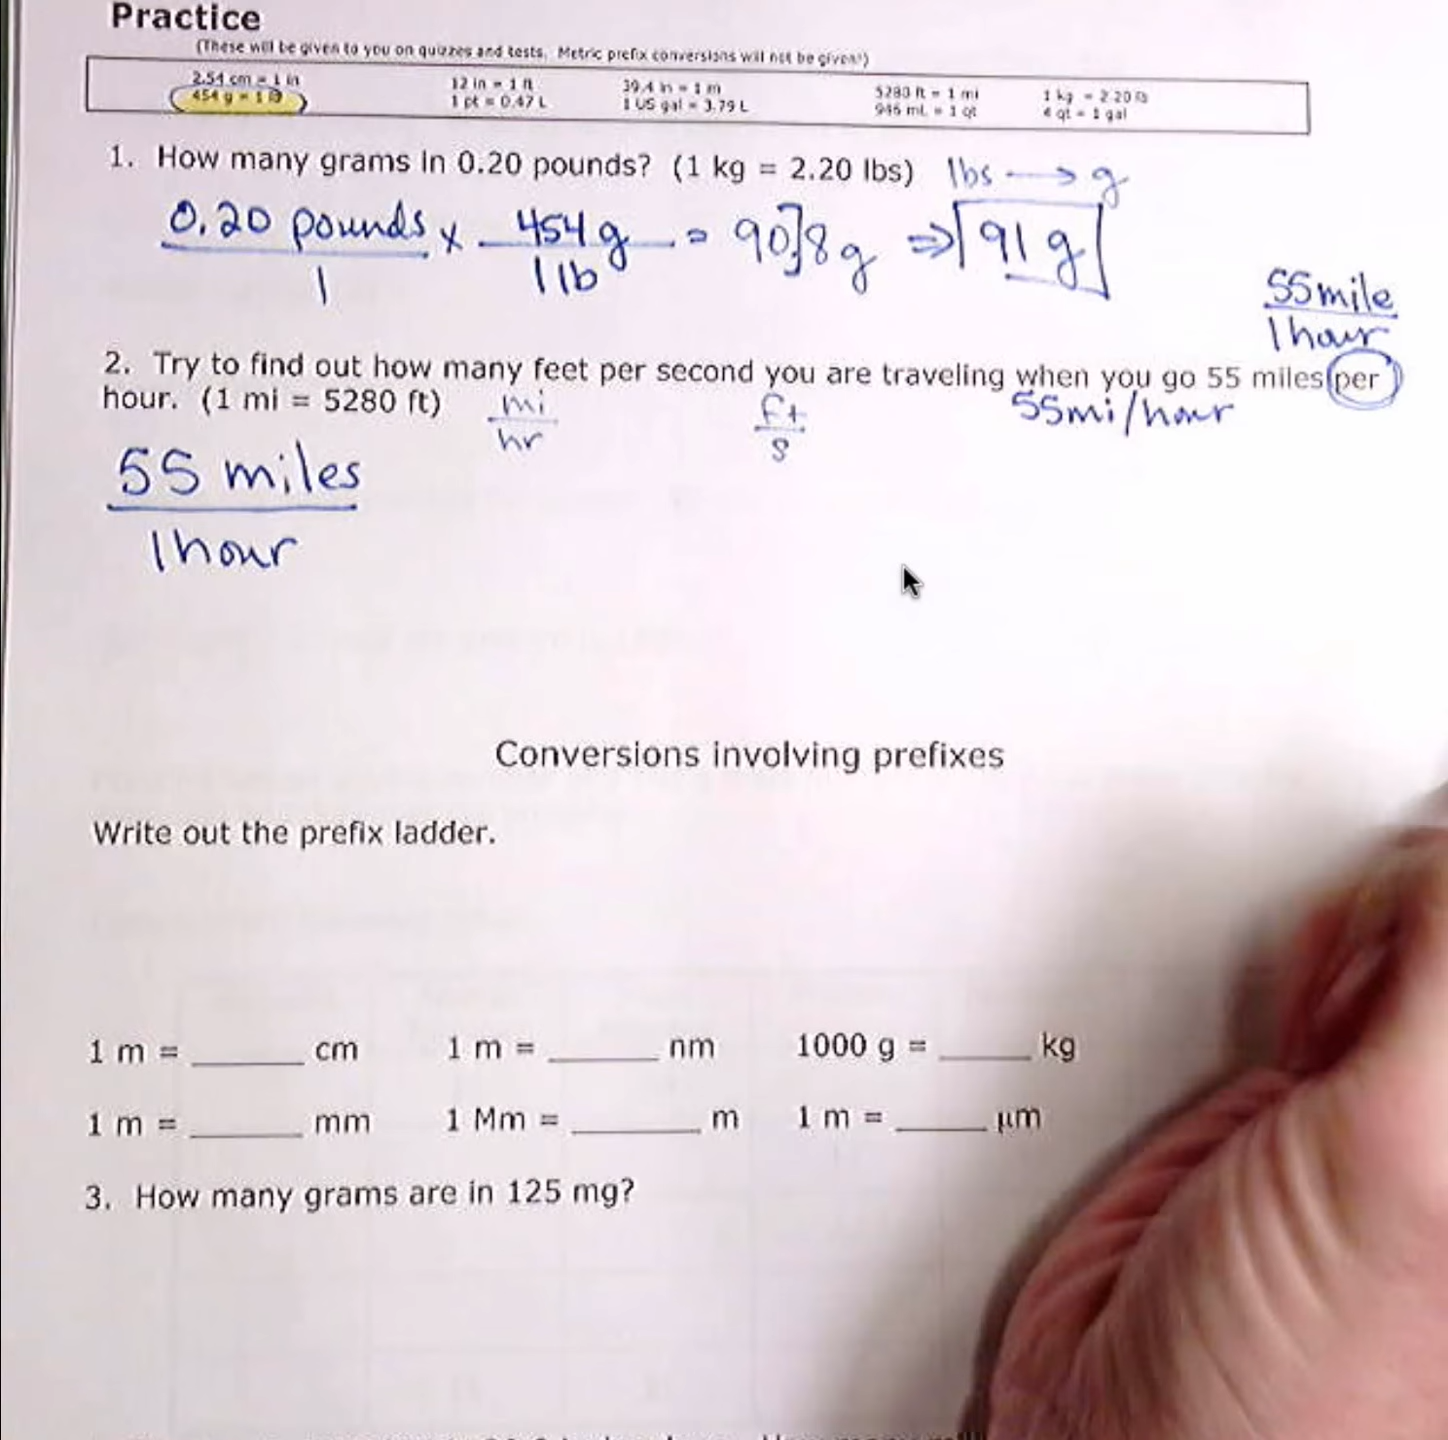 Practice
(These will be given to you on quizzes and tests. Metric prefix conversions will not be given!)
2.54 cm = 1 in 12 in = 1 ft 39.4 in = 1 m 5280 ft = 1 mi 1 kg = 2.20 lb
454 g = 1 lb 1 pt = 0.47 L 1 US gal = 3.79 L 946 mL = 1 qt 4 qt = 1 gal
1. How many grams in 0.20 pounds? (1 kg = 2.20 lbs) lbs → g
0.20 pounds x 454 g = 90.8 g ⇒ 91 g
1 1 lb
55 mile
1 hour
2. Try to find out how many feet per second you are traveling when you go 55 miles per
hour. (1 mi = 5280 ft) mi ft 55mi/hour
hr s
55 miles
1 hour
Conversions involving prefixes
Write out the prefix ladder.
1 m = ______ cm 1 m = ______ nm 1000 g = _____ kg
1 m = ______ mm 1 Mm = _______ m 1 m = _____ µm
3. How many grams are in 125 mg?